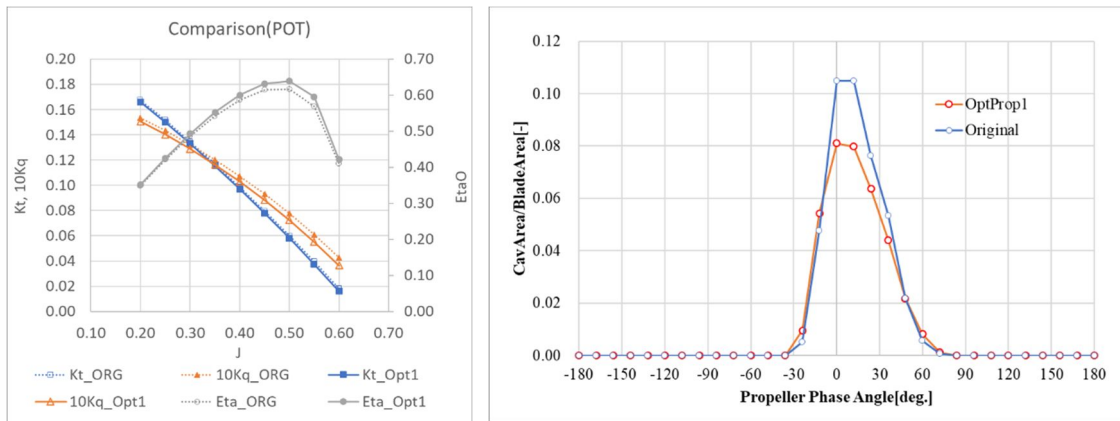 Comparison(POT)
0.20
0.18
0.16
0.14
0.12
0.10
0.08
0.06
0.04
0.02
0.00
Kt, 10Kq
0.70
0.60
0.50
0.40
0.30
0.20
0.10
0.00
EtaO
0.10 0.20 0.30 0.40 0.50 0.60 0.70
J
Kt_ORG 10Kq_ORG Kt_Opt1
10Kq_Opt1 Eta_ORG Eta_Opt1
0.12
0.10
0.08
0.06
0.04
0.02
0.00
CavArea/BladeArea[-]
OptProp1
Original
-180 -150 -120 -90 -60 -30 0 30 60 90 120 150 180
Propeller Phase Angle[deg.]